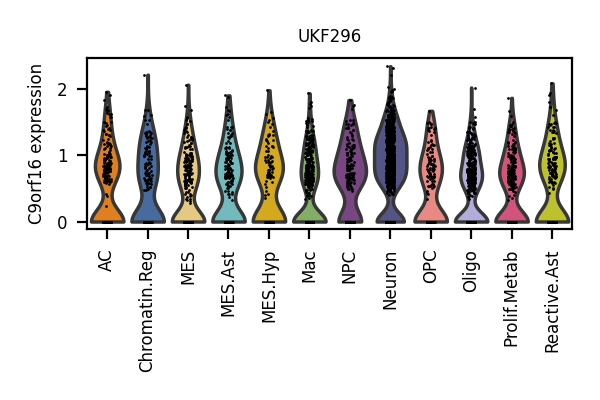 UKF296
C9orf16 expression
2
1
0
AC
Chromatin.Reg
MES
MES.Ast
MES.Hyp
Mac
NPC
Neuron
OPC
Oligo
Prolif.Metab
Reactive.Ast